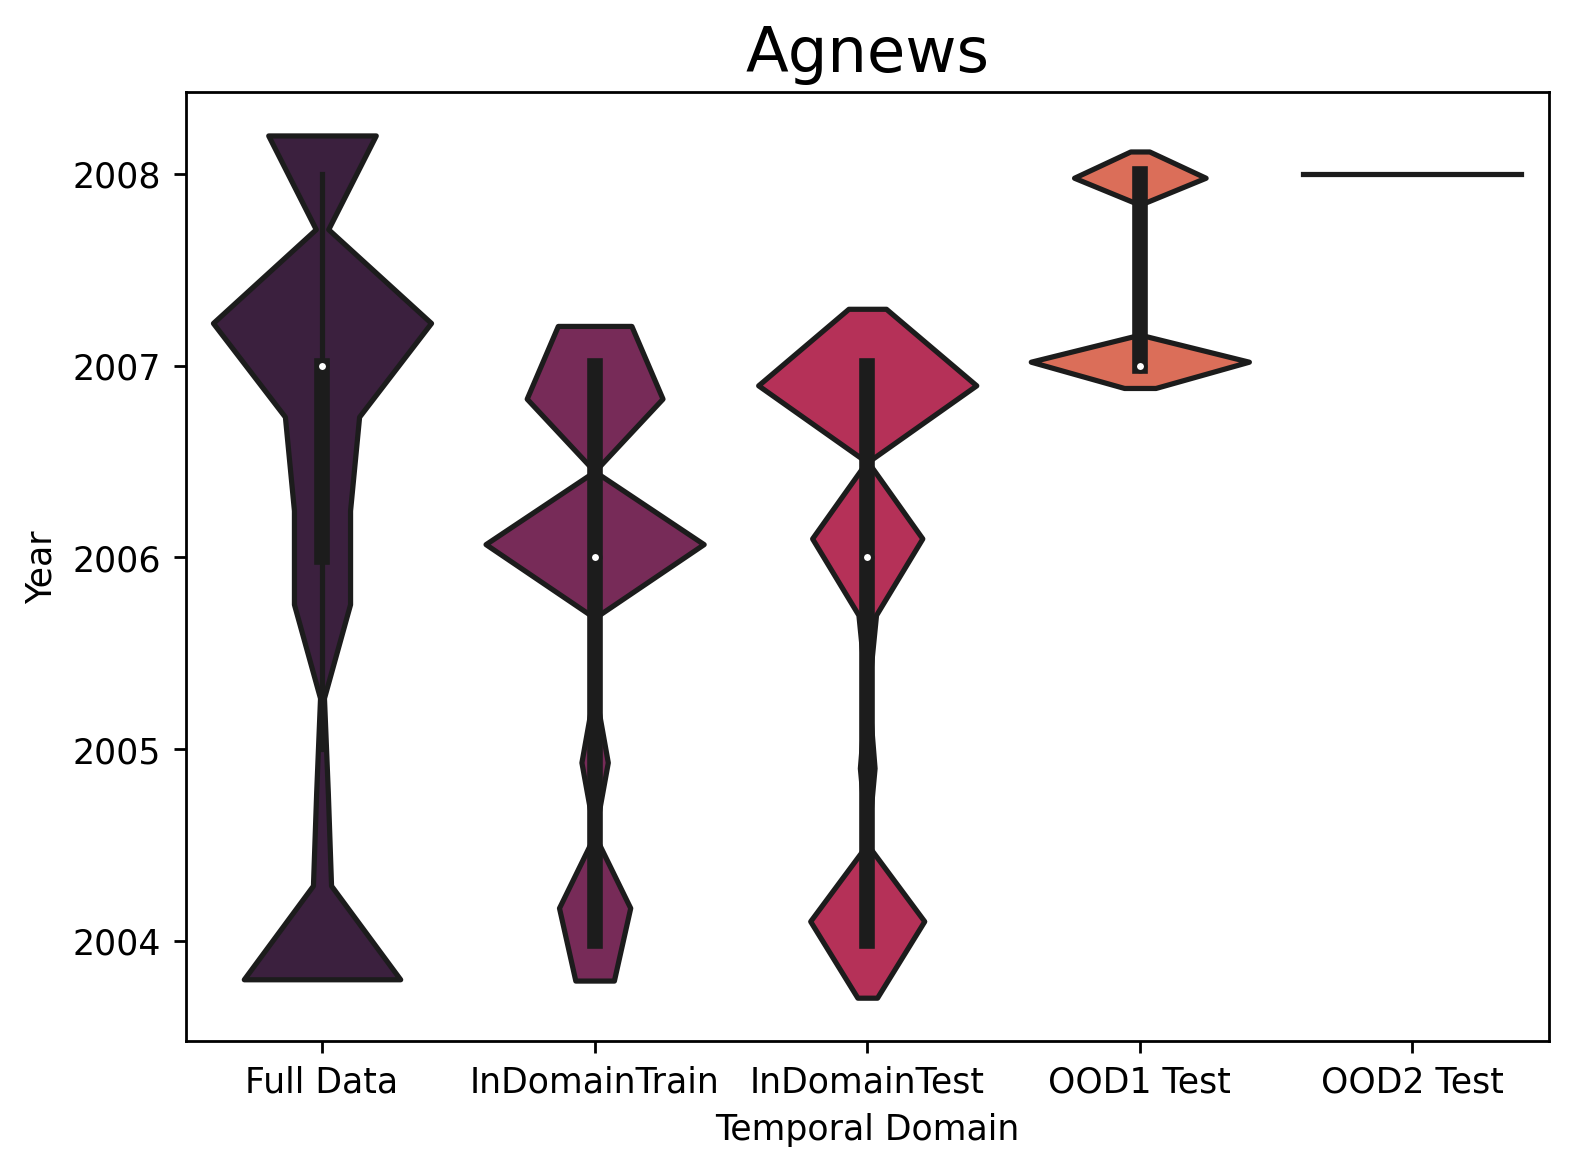 Agnews
2008
2007
2006
2005
2004
Year
Full Data
InDomainTrain
InDomainTest
OOD1 Test
OOD2 Test
Temporal Domain